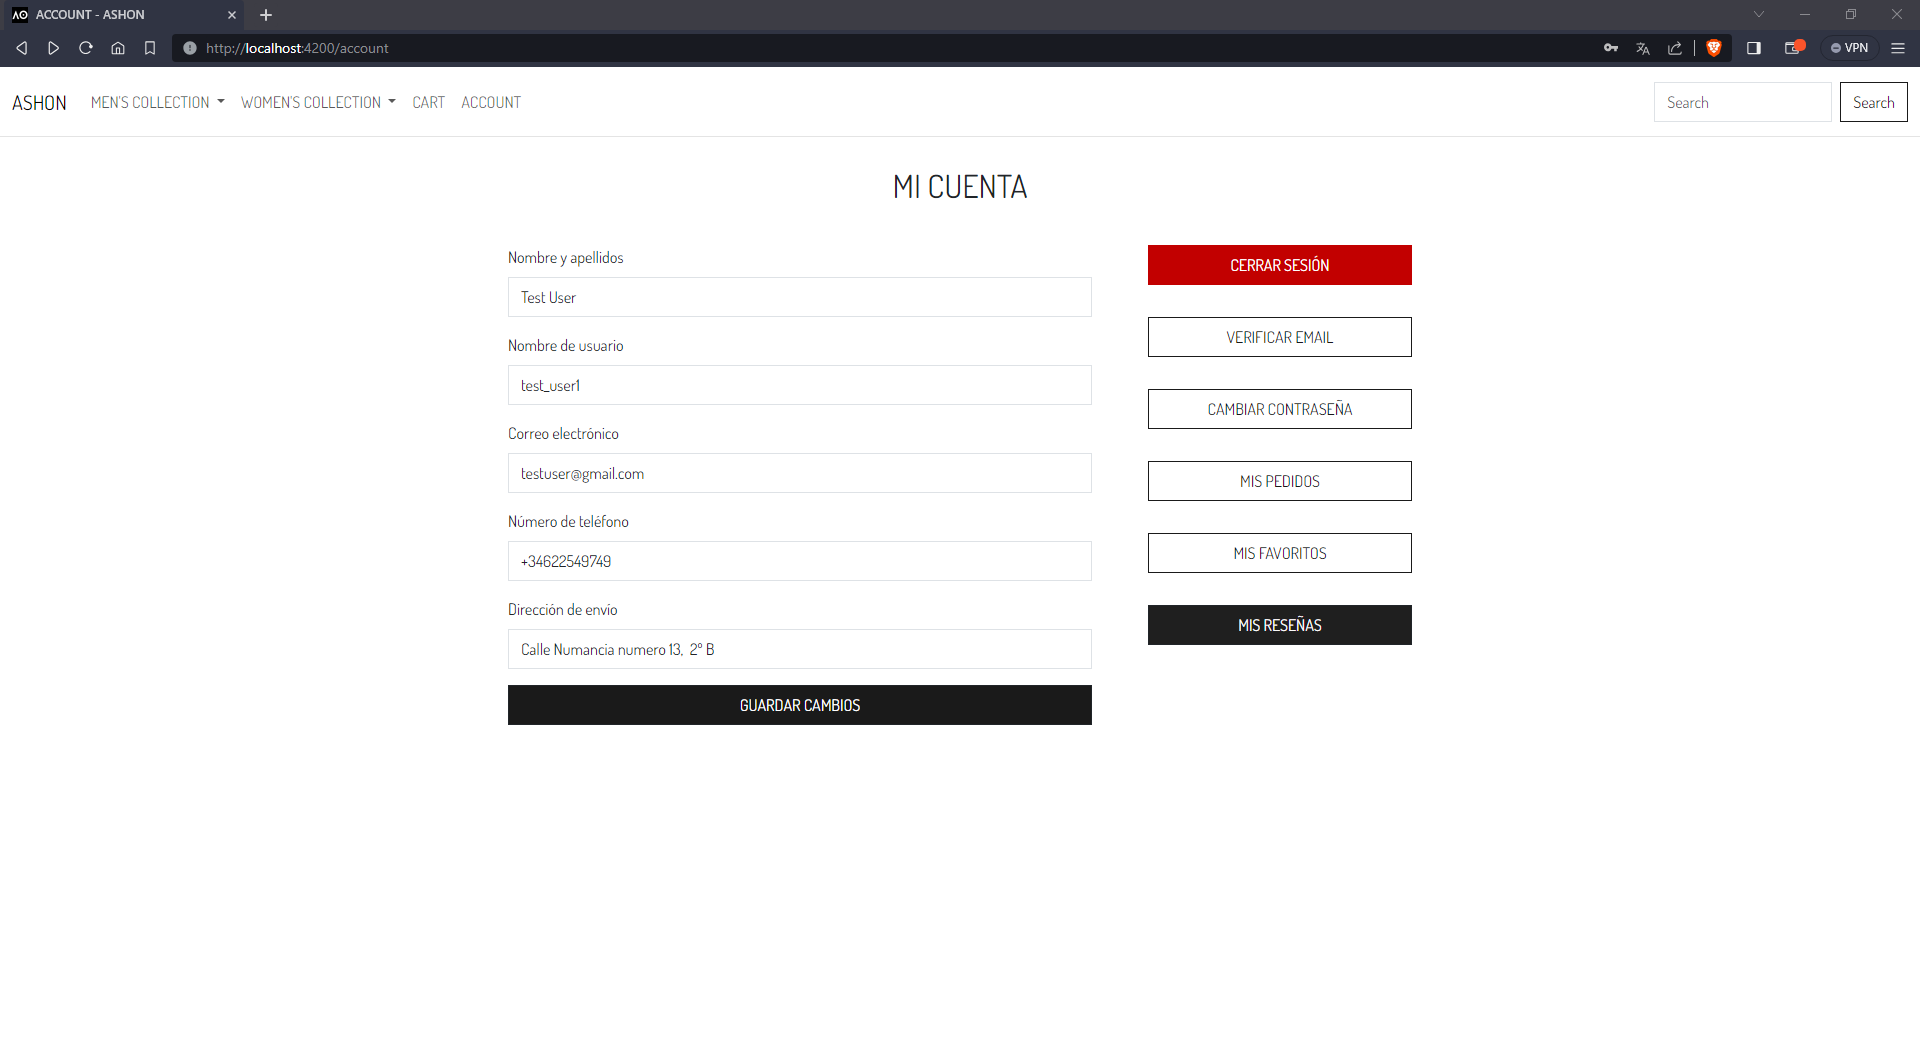 ACCOUNT - ASHON
http://localhost:4200/account
VPN
ASHON MEN'S COLLECTION WOMEN'S COLLECTION CART ACCOUNT Search Search
MI CUENTA
Nombre y apellidos
Test User
Nombre de usuario
test_user1
Correo electrónico
testuser@gmail.com
Número de teléfono
+34622549749
Dirección de envío
Calle Numancia numero 13,  2º B
GUARDAR CAMBIOS
CERRAR SESIÓN
VERIFICAR EMAIL
CAMBIAR CONTRASEÑA
MIS PEDIDOS
MIS FAVORITOS
MIS RESEÑAS